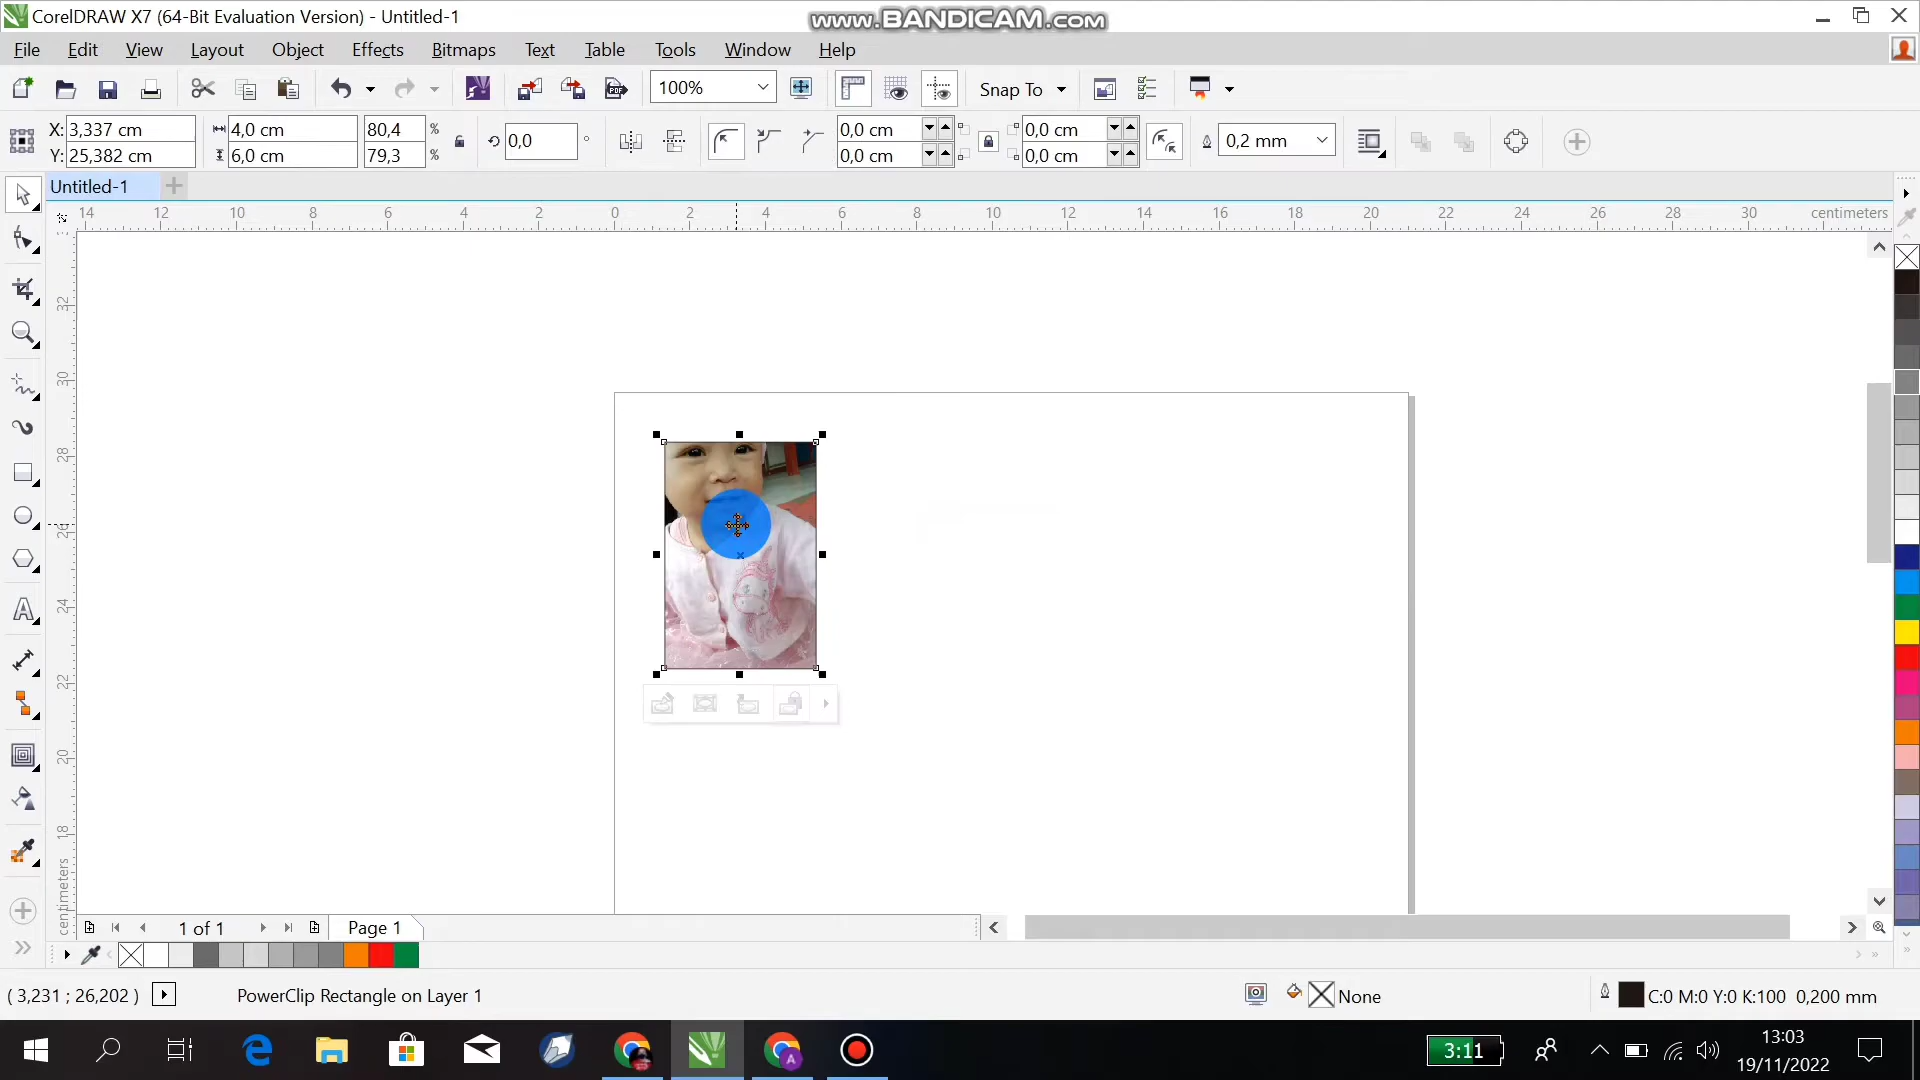 CorelDRAW X7 (64-Bit Evaluation Version) - Untitled-1
www.BANDICAM.com
File Edit View Layout Object Effects Bitmaps Text Table Tools Window Help
PDF 100% Snap To
X: 3,337 cm 4,0 cm 80,4 % 0,0 ° 0,0 cm 0,0 cm 0,2 mm
Y: 25,382 cm 6,0 cm 79,3 % 0,0 cm 0,0 cm
Untitled-1
14 12 10 8 6 4 2 0 2 4 6 8 10 12 14 16 18 20 22 24 26 28 30 centimeters
32
30
28
26
24
22
20
18
centimeters
1 of 1 Page 1
( 3,231 ; 26,202 ) PowerClip Rectangle on Layer 1 None C:0 M:0 Y:0 K:100 0,200 mm
A
3:11
13:03
19/11/2022